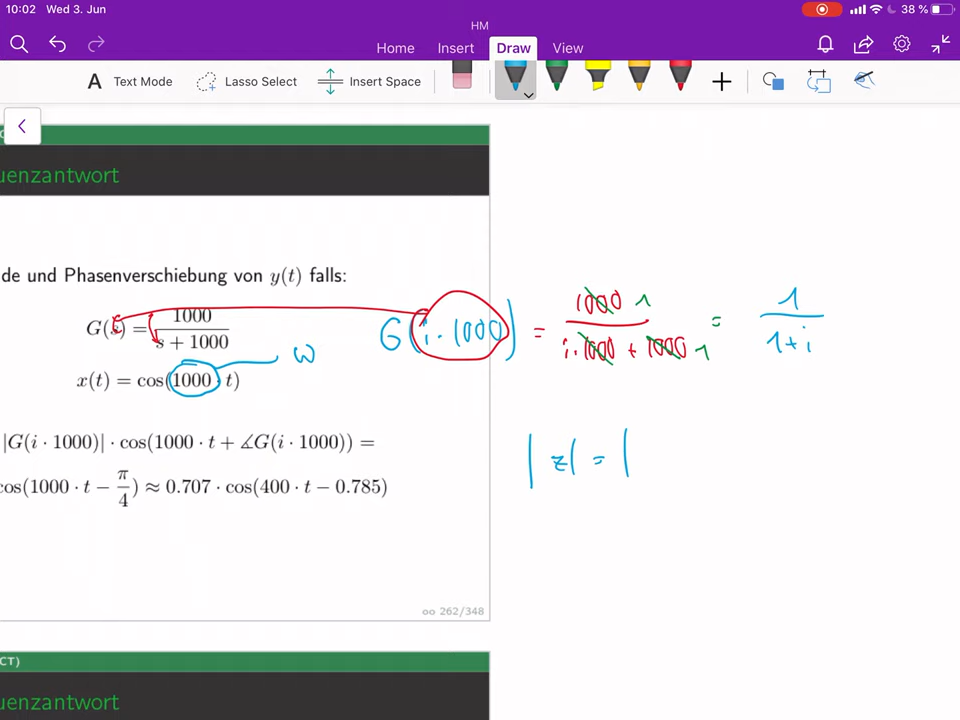 10:02 Wed 3. Jun
38 %
HM
Home Insert Draw View
A Text Mode Lasso Select Insert Space
uenzantwort
de und Phasenverschiebung von y(t) falls:
G(s) = 1000 / s + 1000
x(t) = cos(1000 · t)
ω
G(i · 1000) = 1000 1 / i · 1000 + 1000 1 = 1 / 1 + i
|G(i · 1000)| · cos(1000 · t + ∡G(i · 1000)) =
cos(1000 · t − π/4) ≈ 0.707 · cos(400 · t − 0.785)
|z| = |
oo 262/348
CT)
uenzantwort